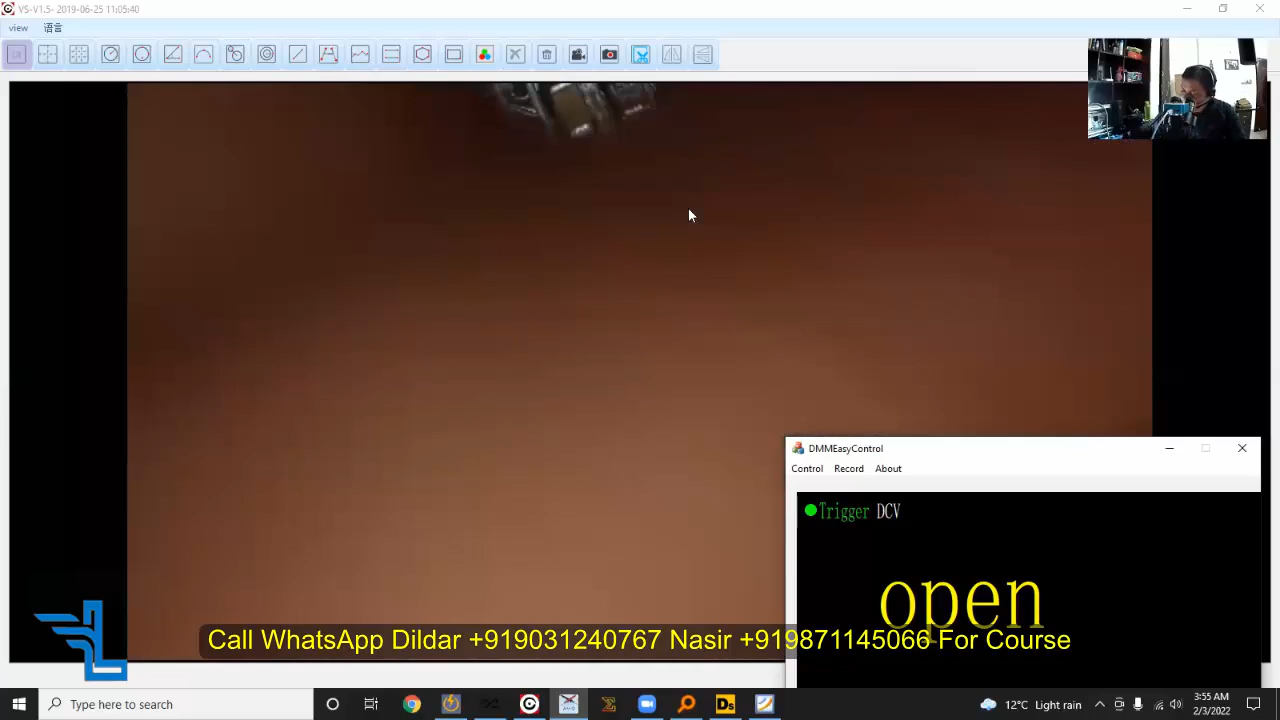 VS-V1.5- 2019-06-25 11:05:40
view 语言
DMMEasyControl
Control Record About
Trigger DCV
open
Call WhatsApp Dildar +919031240767 Nasir +919871145066 For Course
Type here to search
Ds
12°C Light rain
3:55 AM
2/3/2022